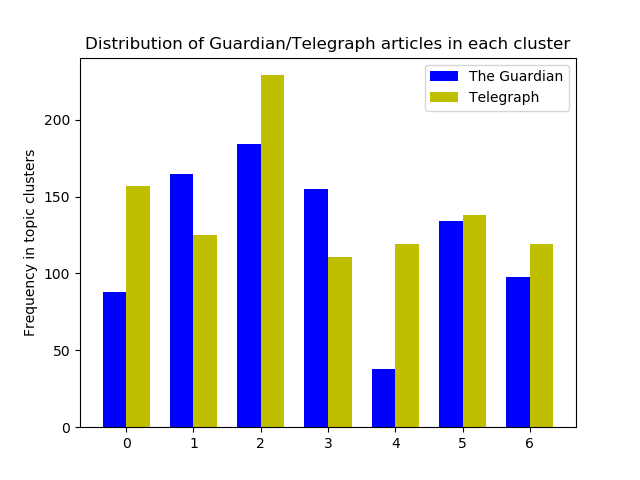 Distribution of Guardian/Telegraph articles in each cluster
The Guardian
Telegraph
Frequency in topic clusters
200
150
100
50
0
0 1 2 3 4 5 6